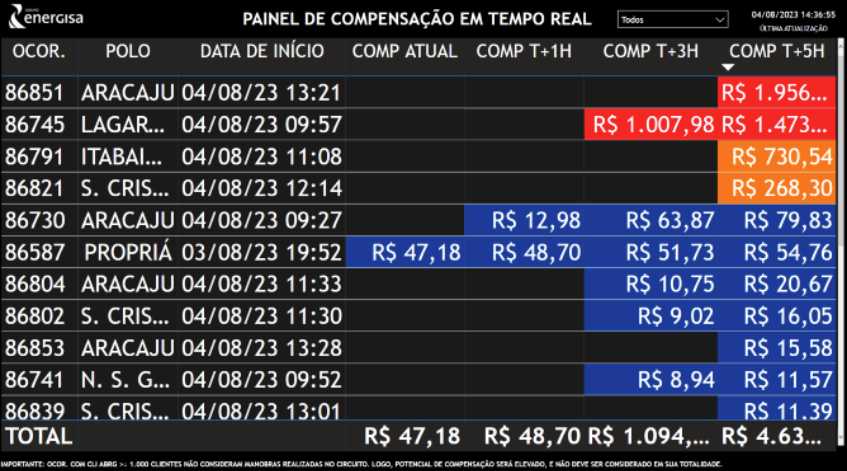 GRUPO
energisa
PAINEL DE COMPENSAÇÃO EM TEMPO REAL
Todos
04/08/2023 14:36:55
ÚLTIMA ATUALIZAÇÃO
OCOR. POLO DATA DE INÍCIO COMP ATUAL COMP T+1H COMP T+3H COMP T+5H
86851 ARACAJU 04/08/23 13:21 R$ 1.956...
86745 LAGAR... 04/08/23 09:57 R$ 1.007,98 R$ 1.473...
86791 ITABAI... 04/08/23 11:08 R$ 730,54
86821 S. CRIS... 04/08/23 12:14 R$ 268,30
86730 ARACAJU 04/08/23 09:27 R$ 12,98 R$ 63,87 R$ 79,83
86587 PROPRIÁ 03/08/23 19:52 R$ 47,18 R$ 48,70 R$ 51,73 R$ 54,76
86804 ARACAJU 04/08/23 11:33 R$ 10,75 R$ 20,67
86802 S. CRIS... 04/08/23 11:30 R$ 9,02 R$ 16,05
86853 ARACAJU 04/08/23 13:28 R$ 15,58
86741 N. S. G... 04/08/23 09:52 R$ 8,94 R$ 11,57
86839 S. CRIS... 04/08/23 13:01 R$ 11,39
TOTAL R$ 47,18 R$ 48,70 R$ 1.094,... R$ 4.63...
IMPORTANTE: OCOR. COM CLI ABRG >= 1.000 CLIENTES NÃO CONSIDERAM MANOBRAS REALIZADAS NO CIRCUITO. LOGO, POTENCIAL DE COMPENSAÇÃO SERÁ ELEVADO, E NÃO DEVE SER CONSIDERADO EM SUA TOTALIDADE.